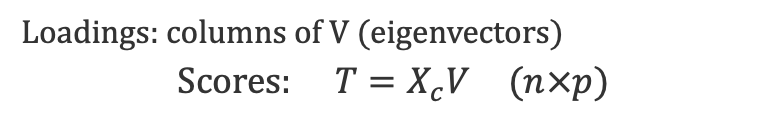 Loadings: columns of V (eigenvectors)
Scores: T = X_cV (n×p)